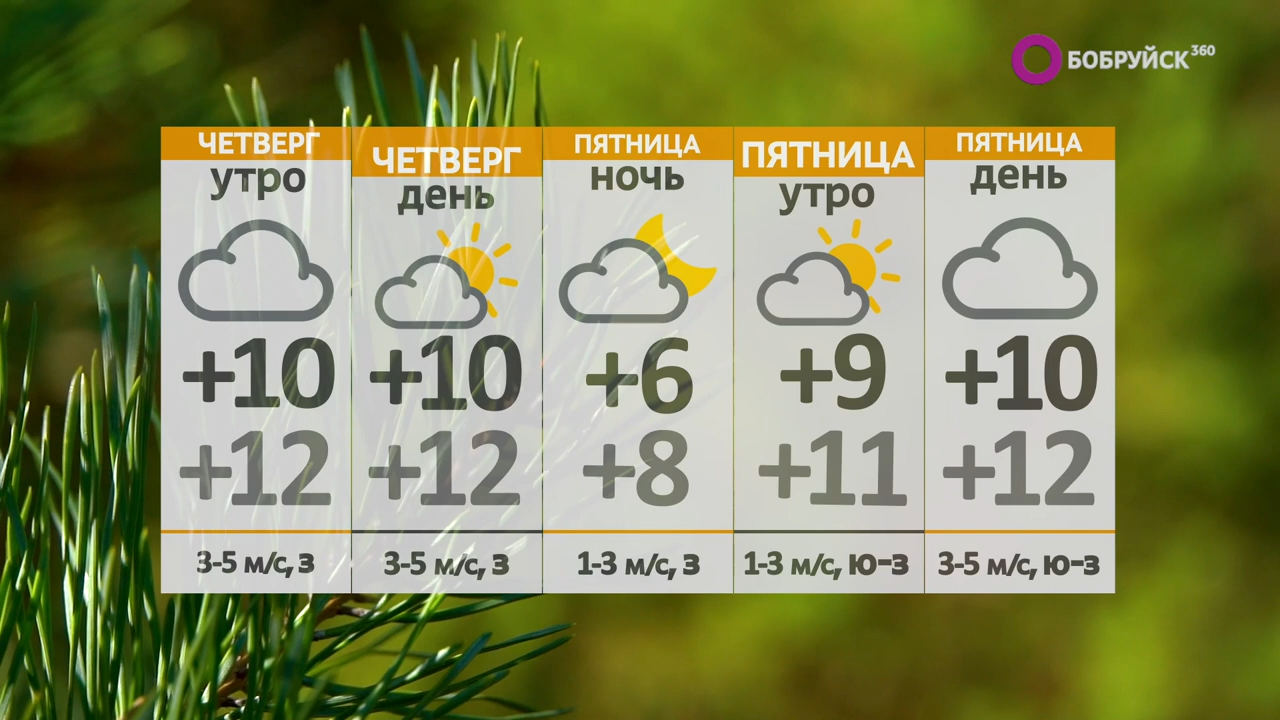 БОБРУЙСК360
ЧЕТВЕРГ
утро
+10
+12
3-5 м/с, з
ЧЕТВЕРГ
день
+10
+12
3-5 м/с, з
ПЯТНИЦА
ночь
+6
+8
1-3 м/с, з
ПЯТНИЦА
утро
+9
+11
1-3 м/с, ю-з
ПЯТНИЦА
день
+10
+12
3-5 м/с, ю-з